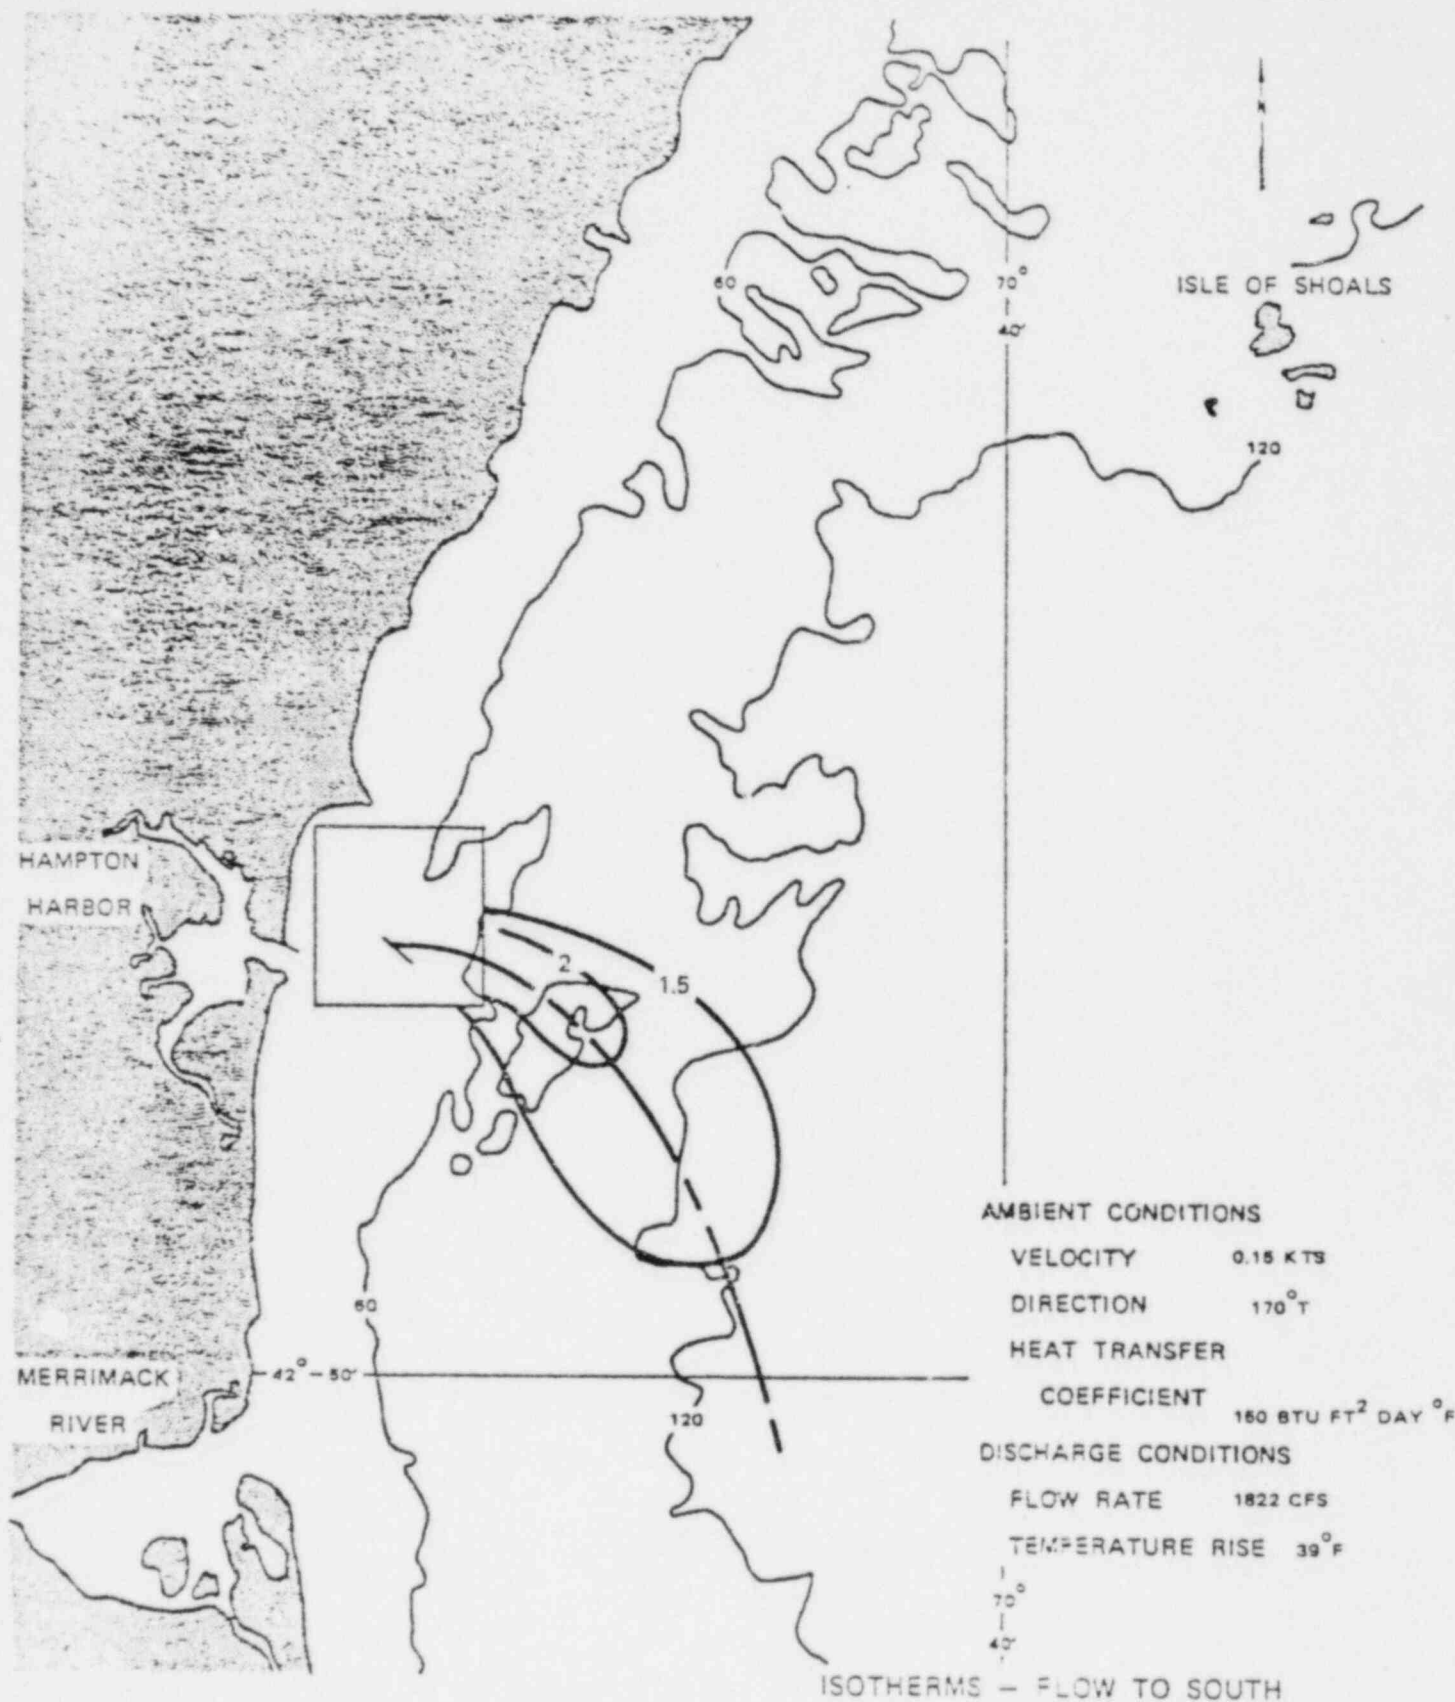 N
60
70°
40'
ISLE OF SHOALS
120
HAMPTON
HARBOR
2
1.5
60
MERRIMACK
RIVER
42° - 50'
120
AMBIENT CONDITIONS
VELOCITY 0.15 KTS
DIRECTION 170°T
HEAT TRANSFER
COEFFICIENT 160 BTU FT² DAY °F
DISCHARGE CONDITIONS
FLOW RATE 1822 CFS
TEMPERATURE RISE 39°F
70°
40'
ISOTHERMS - FLOW TO SOUTH